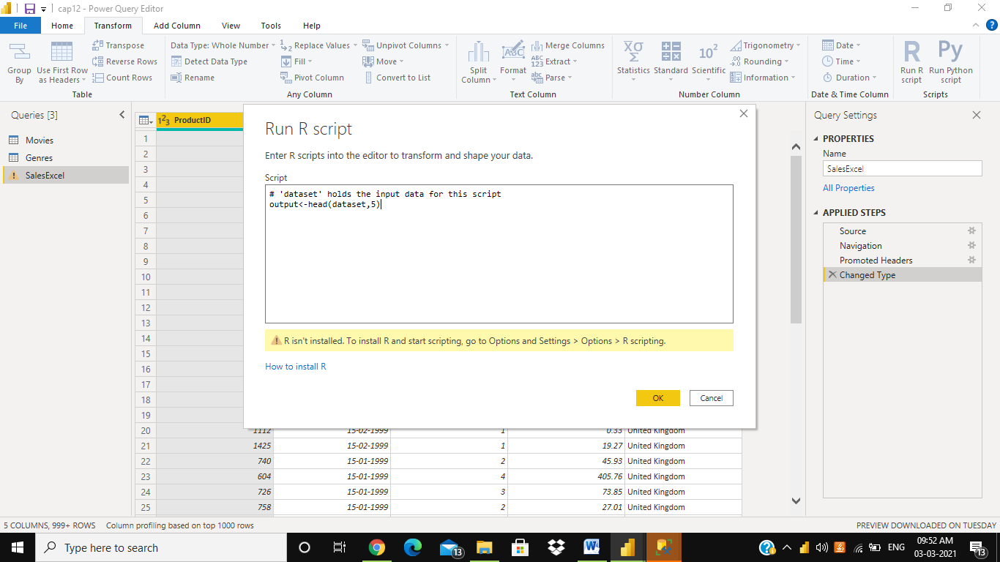 cap12 - Power Query Editor
File Home Transform Add Column View Tools Help
Group By
Use First Row as Headers
Transpose
Reverse Rows
Count Rows
Table
Data Type: Whole Number
Detect Data Type
Rename
1 2 Replace Values
Fill
Pivot Column
Unpivot Columns
Move
Convert to List
Any Column
Split Column
ABC
Format
Merge Columns
ABC 123 Extract
abc Parse
Text Column
XΣσ
Statistics
Standard
10²
Scientific
Trigonometry
.00 Rounding
Information
Number Column
Date
Time
Duration
Date & Time Column
R
Run R script
Py
Run Python script
Scripts
?
Queries [3]
Movies
Genres
SalesExcel
1²3 ProductID
1
2
3
4
5
6
7
8
9
10
11
12
13
14
15
16
17
18
19
20 1112 15-02-1999 1 0.33 United Kingdom
21 1425 15-02-1999 1 19.27 United Kingdom
22 740 15-01-1999 2 45.93 United Kingdom
23 604 15-01-1999 4 405.76 United Kingdom
24 726 15-01-1999 3 73.85 United Kingdom
25 758 15-01-1999 2 27.01 United Kingdom
Run R script
Enter R scripts into the editor to transform and shape your data.
Script
# 'dataset' holds the input data for this script
output<-head(dataset,5)
R isn't installed. To install R and start scripting, go to Options and Settings > Options > R scripting.
How to install R
OK Cancel
Query Settings
PROPERTIES
Name
SalesExcel
All Properties
APPLIED STEPS
Source
Navigation
Promoted Headers
Changed Type
5 COLUMNS, 999+ ROWS Column profiling based on top 1000 rows PREVIEW DOWNLOADED ON TUESDAY
Type here to search
13
W
ENG
09:52 AM
03-03-2021
13